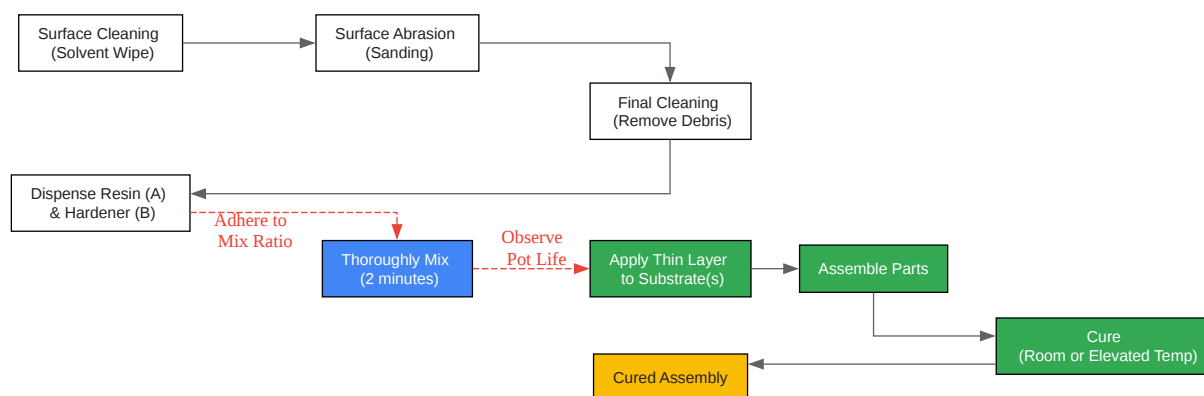 Surface Cleaning
(Solvent Wipe)
Surface Abrasion
(Sanding)
Final Cleaning
(Remove Debris)
Dispense Resin (A)
& Hardener (B)
Adhere to
Mix Ratio
Thoroughly Mix
(2 minutes)
Observe
Pot Life
Apply Thin Layer
to Substrate(s)
Assemble Parts
Cure
(Room or Elevated Temp)
Cured Assembly